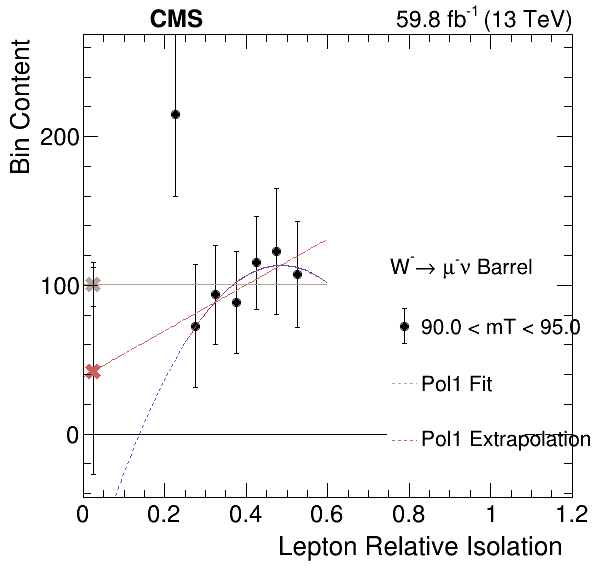 CMS
59.8 fb⁻¹ (13 TeV)
Bin Content
200
100
0
W⁻→ μ⁻ν Barrel
90.0 < mT < 95.0
Pol1 Fit
Pol1 Extrapolation
0 0.2 0.4 0.6 0.8 1 1.2
Lepton Relative Isolation